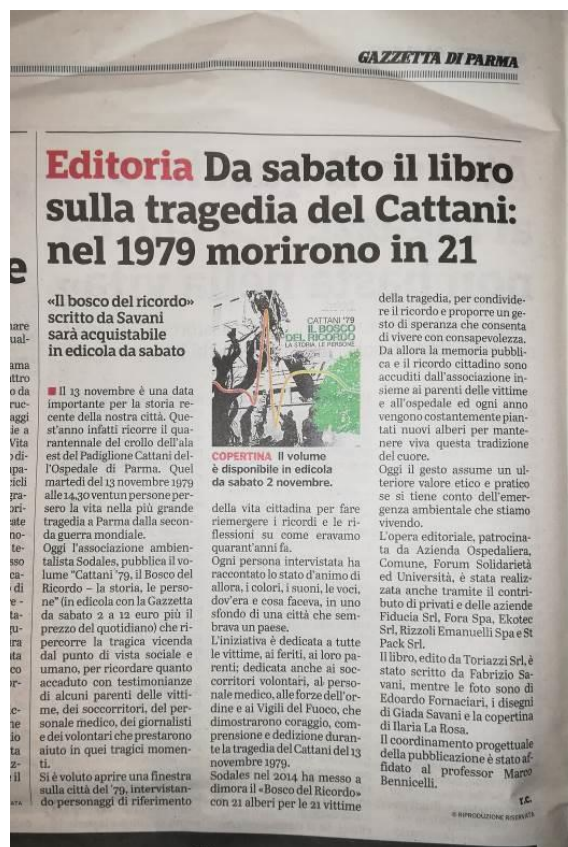 GAZZETTA DI PARMA
Editoria Da sabato il libro
sulla tragedia del Cattani:
nel 1979 morirono in 21
«Il bosco del ricordo»
scritto da Savani
sarà acquistabile
in edicola da sabato
Il 13 novembre è una data
importante per la storia re-
cente della nostra città. Que-
st'anno infatti ricorre il qua-
rantennale del crollo dell'ala
est del Padiglione Cattani del-
l'Ospedale di Parma. Quel
martedì del 13 novembre 1979
alle 14,30 ventun persone per-
sero la vita nella più grande
tragedia a Parma dalla secon-
da guerra mondiale.
Oggi l'associazione ambien-
talista Sodales, pubblica il vo-
lume "Cattani '79, il Bosco del
Ricordo – la storia, le perso-
ne" (in edicola con la Gazzetta
da sabato 2 a 12 euro più il
prezzo del quotidiano) che ri-
percorre la tragica vicenda
dal punto di vista sociale e
umano, per ricordare quanto
accaduto con testimonianze
di alcuni parenti delle vitti-
me, dei soccorritori, del per-
sonale medico, dei giornalisti
e dei volontari che prestarono
aiuto in quei tragici momen-
ti.
Si è voluto aprire una finestra
sulla città del '79, intervistan-
do personaggi di riferimento
CATTANI '79
IL BOSCO
DEL RICORDO
LA STORIA, LE PERSONE
COPERTINA Il volume
è disponibile in edicola
da sabato 2 novembre.
della vita cittadina per fare
riemergere i ricordi e le ri-
flessioni su come eravamo
quarant'anni fa.
Ogni persona intervistata ha
raccontato lo stato d'animo di
allora, i colori, i suoni, le voci,
dov'era e cosa faceva, in uno
sfondo di una città che sem-
brava un paese.
L'iniziativa è dedicata a tutte
le vittime, ai feriti, ai loro pa-
renti; dedicata anche ai soc-
corritori volontari, al perso-
nale medico, alle forze dell'or-
dine e ai Vigili del Fuoco, che
dimostrarono coraggio, com-
prensione e dedizione duran-
te la tragedia del Cattani del 13
novembre 1979.
Sodales nel 2014 ha messo a
dimora il «Bosco del Ricordo»
con 21 alberi per le 21 vittime
della tragedia, per condivide-
re il ricordo e proporre un ge-
sto di speranza che consenta
di vivere con consapevolezza.
Da allora la memoria pubbli-
ca e il ricordo cittadino sono
accuditi dall'associazione in-
sieme ai parenti delle vittime
e all'ospedale ed ogni anno
vengono costantemente pian-
tati nuovi alberi per mante-
nere viva questa tradizione
del cuore.
Oggi il gesto assume un ul-
teriore valore etico e pratico
se si tiene conto dell'emer-
genza ambientale che stiamo
vivendo.
L'opera editoriale, patrocina-
ta da Azienda Ospedaliera,
Comune, Forum Solidarietà
ed Università, è stata realiz-
zata anche tramite il contri-
buto di privati e delle aziende
Fiducia Srl, Fora Spa, Ekotec
Srl, Rizzoli Emanuelli Spa e St
Pack Srl.
Il libro, edito da Toriazzi Srl, è
stato scritto da Fabrizio Sa-
vani, mentre le foto sono di
Edoardo Fornaciari, i disegni
di Giada Savani e la copertina
di Ilaria La Rosa.
Il coordinamento progettuale
della pubblicazione è stato af-
fidato al professor Marco
Bennicelli.
T.C.
© RIPRODUZIONE RISERVATA